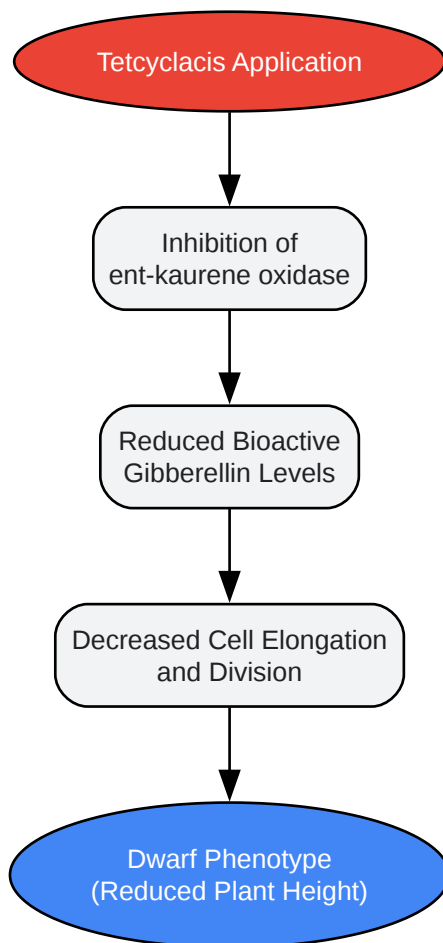 Tetcyclacis Application
Inhibition of
ent-kaurene oxidase
Reduced Bioactive
Gibberellin Levels
Decreased Cell Elongation
and Division
Dwarf Phenotype
(Reduced Plant Height)